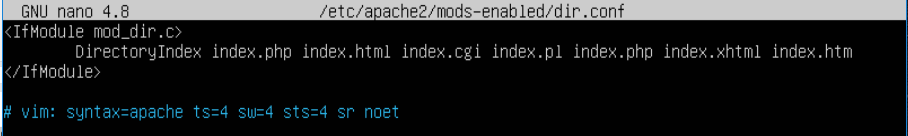 GNU nano 4.8 /etc/apache2/mods-enabled/dir.conf
<IfModule mod_dir.c>
DirectoryIndex index.php index.html index.cgi index.pl index.php index.xhtml index.htm
</IfModule>
# vim: syntax=apache ts=4 sw=4 sts=4 sr noet